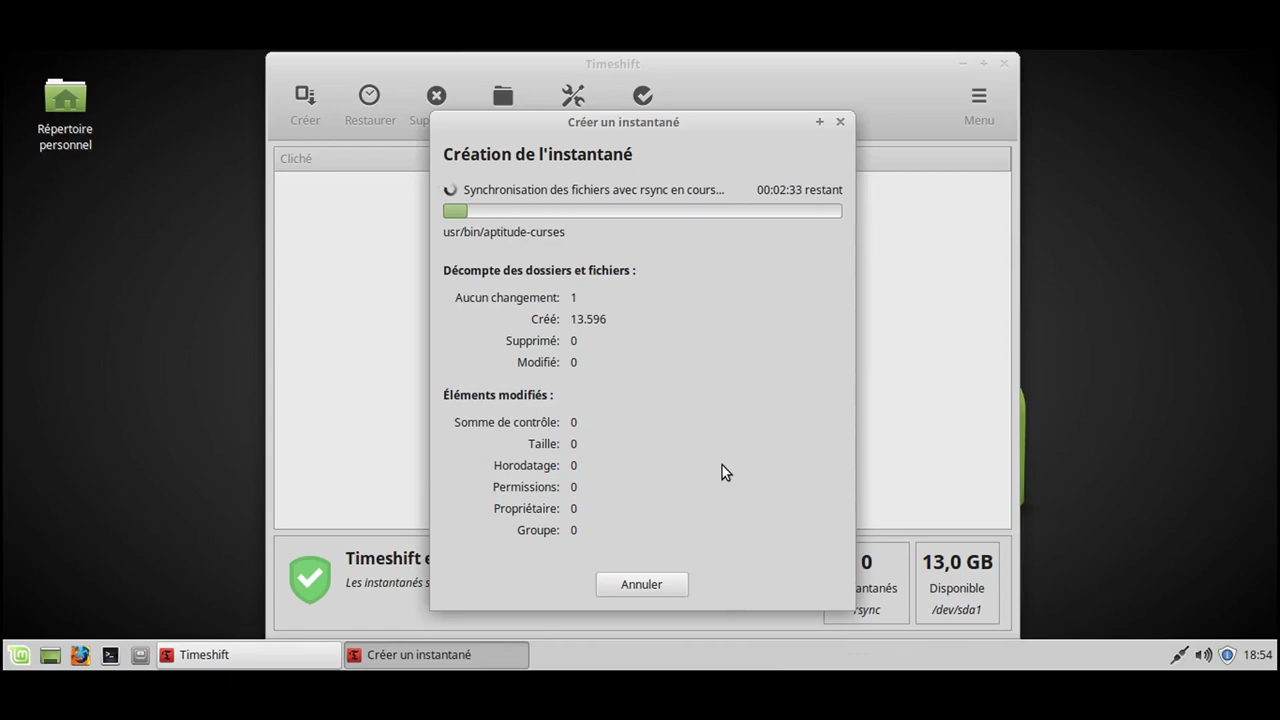 Timeshift
Répertoire
personnel
Créer
Restaurer
Sup
Menu
Cliché
Créer un instantané
Création de l'instantané
Synchronisation des fichiers avec rsync en cours... 00:02:33 restant
usr/bin/aptitude-curses
Décompte des dossiers et fichiers :
Aucun changement: 1
Créé: 13.596
Supprimé: 0
Modifié: 0
Éléments modifiés :
Somme de contrôle: 0
Taille: 0
Horodatage: 0
Permissions: 0
Propriétaire: 0
Groupe: 0
Annuler
Timeshift e
Les instantanés s
0
antanés
rsync
13,0 GB
Disponible
/dev/sda1
Timeshift
Créer un instantané
18:54